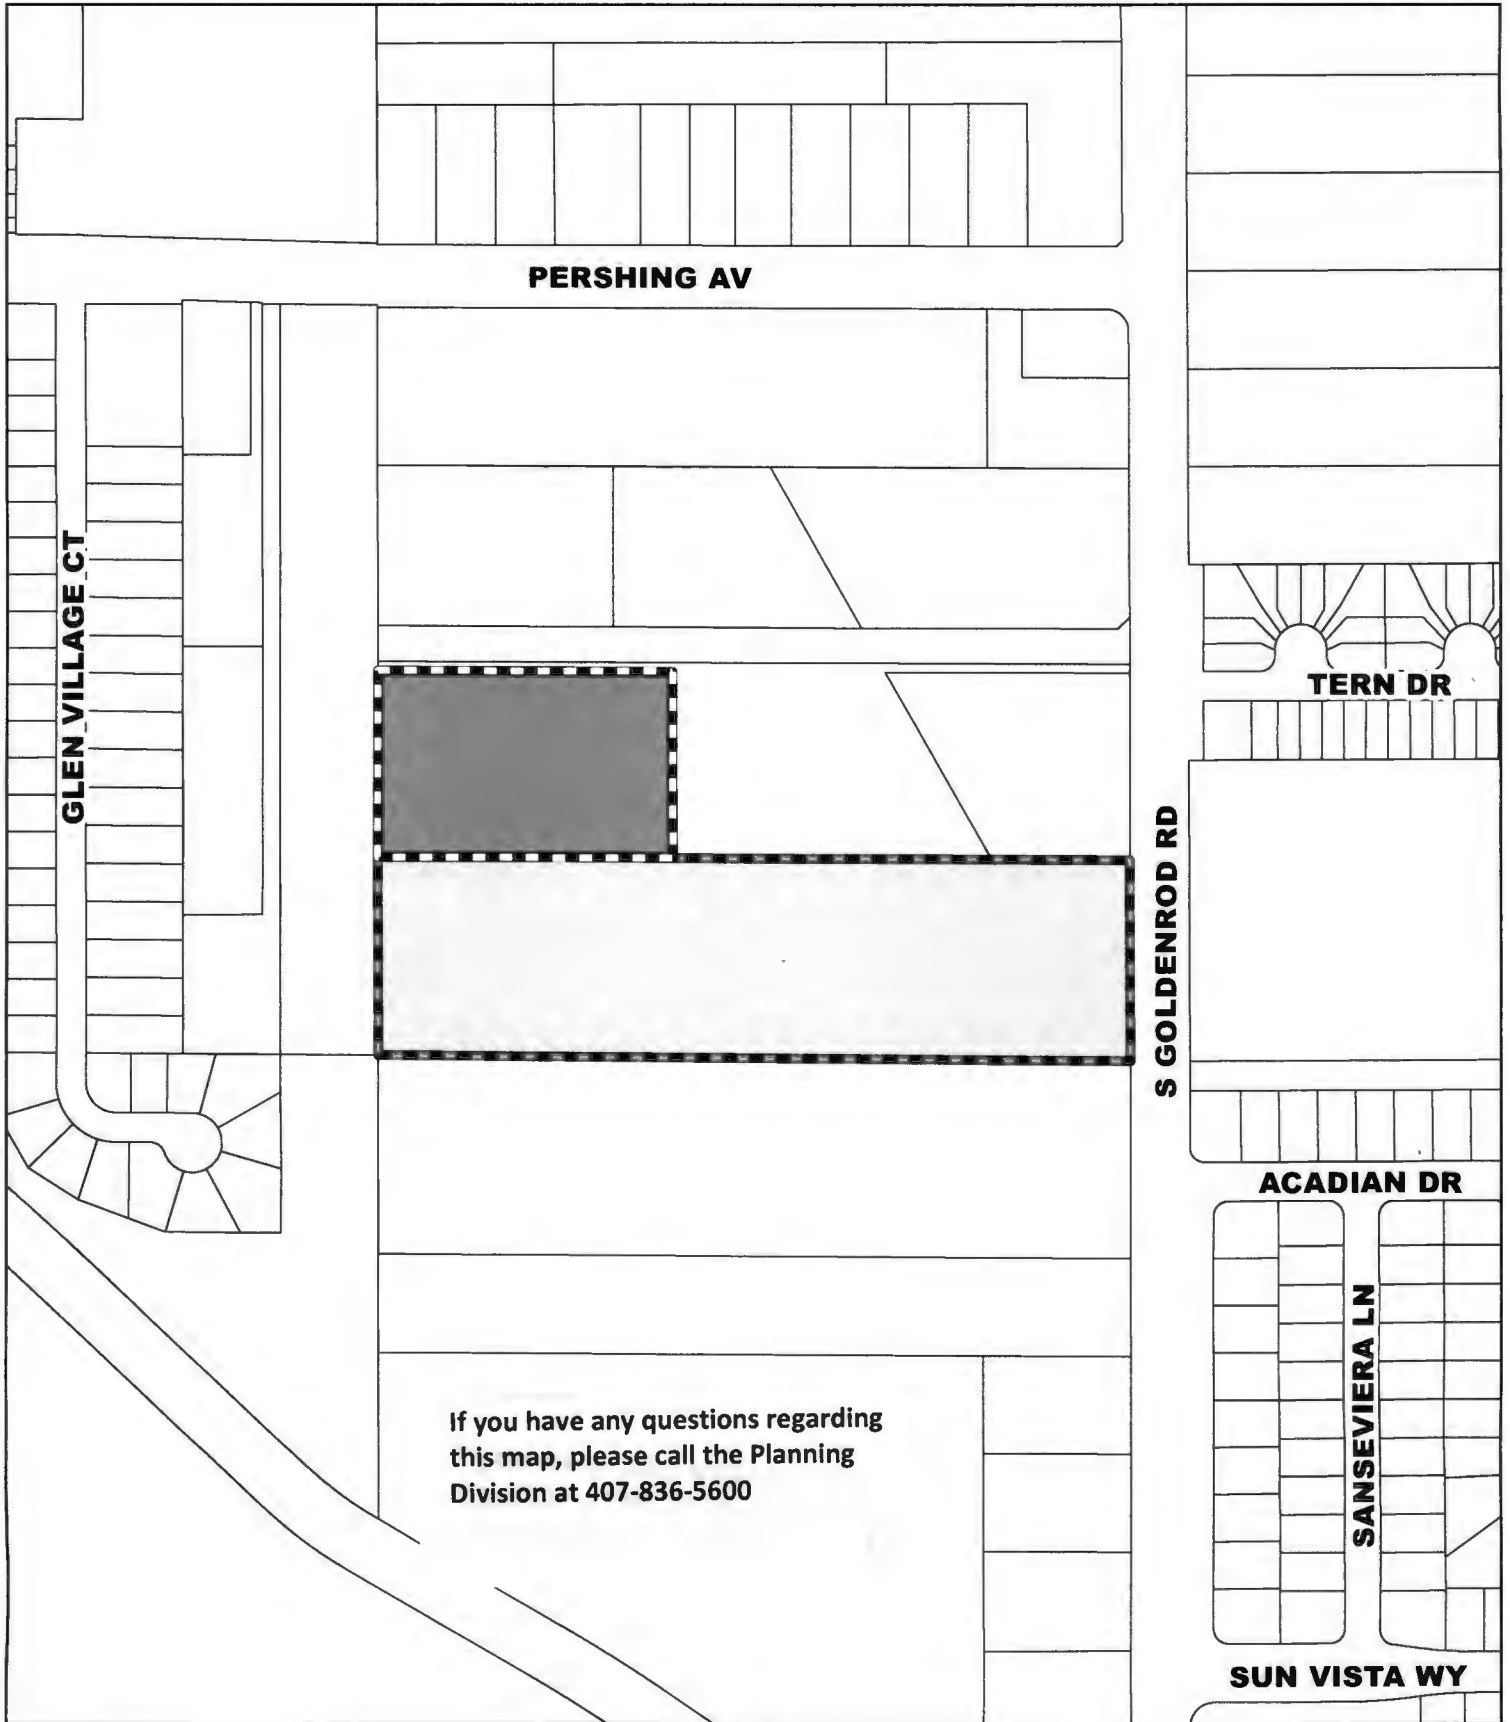 PERSHING AV
GLEN VILLAGE CT
TERN DR
S GOLDENROD RD
ACADIAN DR
SANSEVIERA LN
If you have any questions regarding
this map, please call the Planning
Division at 407-836-5600
SUN VISTA WY